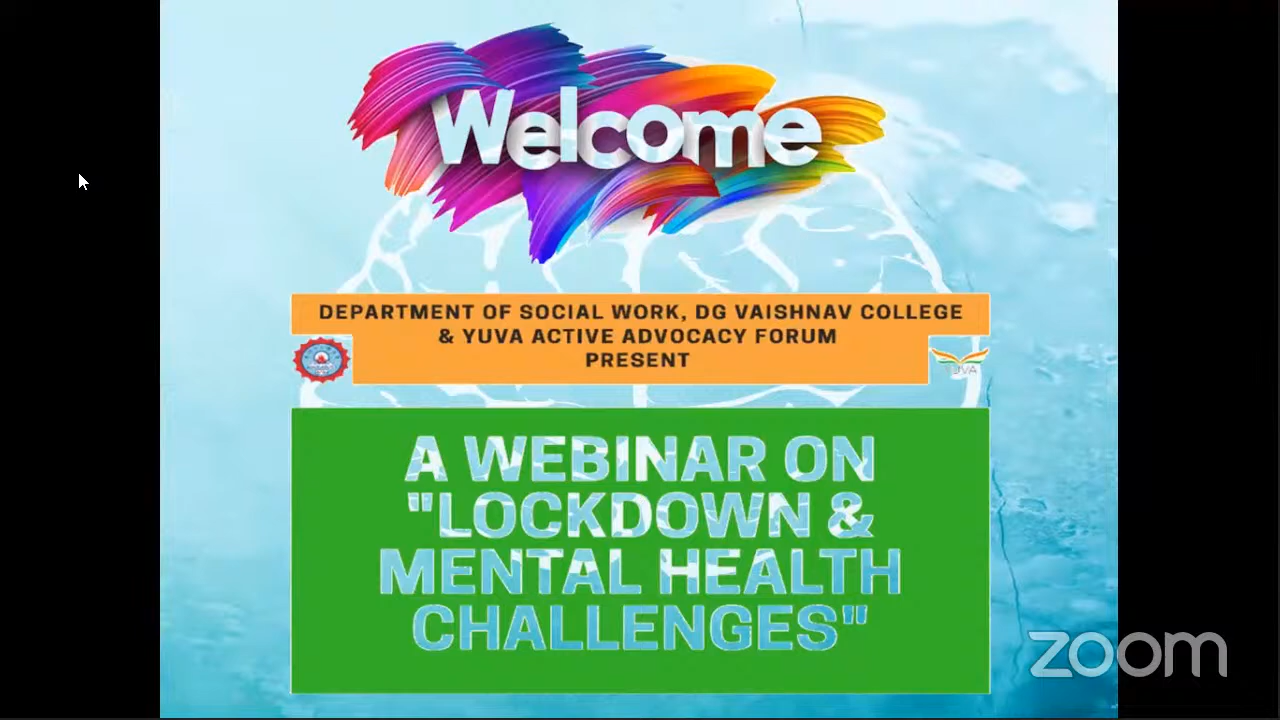 Welcome
DEPARTMENT OF SOCIAL WORK, DG VAISHNAV COLLEGE
& YUVA ACTIVE ADVOCACY FORUM
PRESENT
YUVA
A WEBINAR ON
"LOCKDOWN &
MENTAL HEALTH
CHALLENGES"
zoom